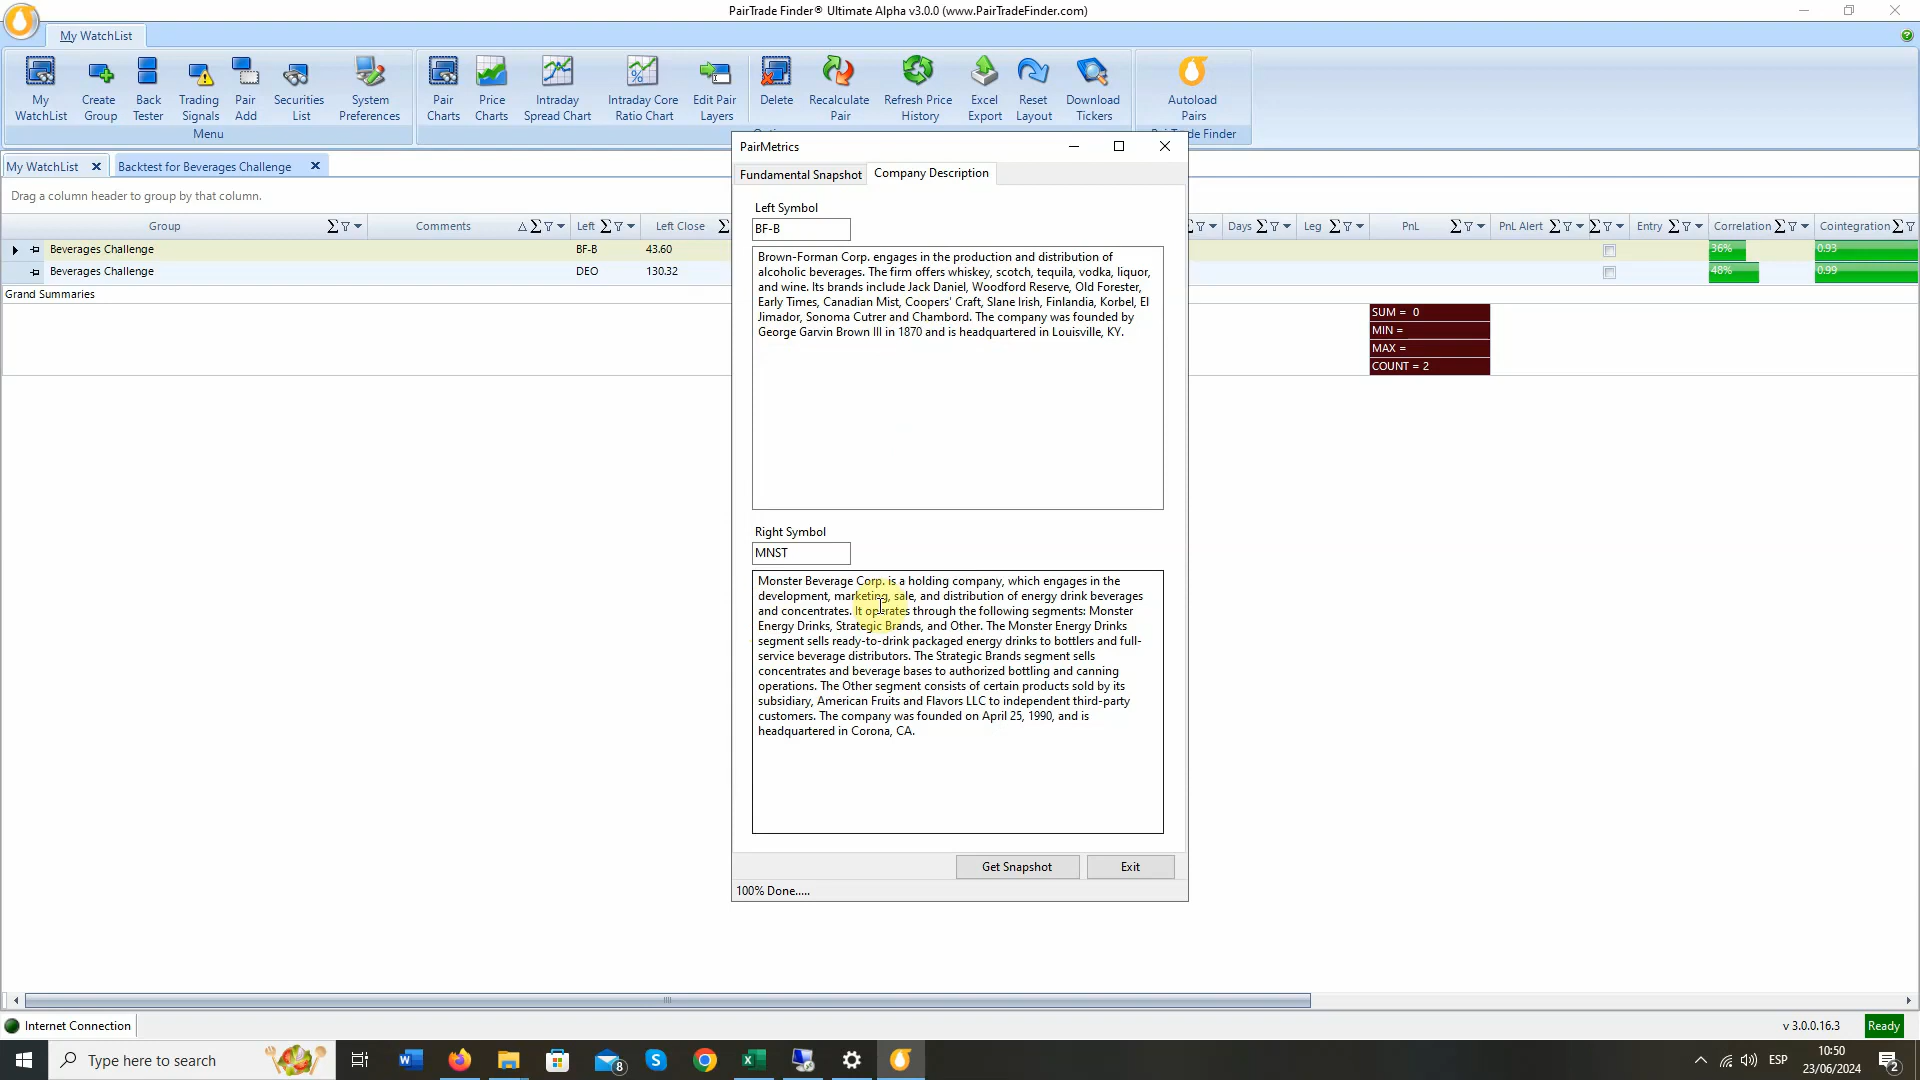 PairTrade Finder® Ultimate Alpha v3.0.0 (www.PairTradeFinder.com)
My WatchList
My WatchList
Create Group
Back Tester
Trading Signals
Pair Add
Securities List
System Preferences
Pair Charts
Price Charts
Intraday Spread Chart
Intraday Core Ratio Chart
Edit Pair Layers
Delete
Recalculate Pair
Refresh Price History
Excel Export
Reset Layout
Download Tickers
Autoload Pairs
Menu
Trade Finder
My WatchList
Backtest for Beverages Challenge
Drag a column header to group by that column.
Group Comments Left Left Close Days Leg PnL PnL Alert Entry Correlation Cointegration
Beverages Challenge BF-B 43.60 36% 0.93
Beverages Challenge DEO 130.32 48% 0.99
Grand Summaries
SUM = 0
MIN =
MAX =
COUNT = 2
PairMetrics
Fundamental Snapshot
Company Description
Left Symbol
BF-B
Brown-Forman Corp. engages in the production and distribution of
alcoholic beverages. The firm offers whiskey, scotch, tequila, vodka, liquor,
and wine. Its brands include Jack Daniel, Woodford Reserve, Old Forester,
Early Times, Canadian Mist, Coopers' Craft, Slane Irish, Finlandia, Korbel, El
Jimador, Sonoma Cutrer and Chambord. The company was founded by
George Garvin Brown III in 1870 and is headquartered in Louisville, KY.
Right Symbol
MNST
Monster Beverage Corp. is a holding company, which engages in the
development, marketing, sale, and distribution of energy drink beverages
and concentrates. It operates through the following segments: Monster
Energy Drinks, Strategic Brands, and Other. The Monster Energy Drinks
segment sells ready-to-drink packaged energy drinks to bottlers and full-
service beverage distributors. The Strategic Brands segment sells
concentrates and beverage bases to authorized bottling and canning
operations. The Other segment consists of certain products sold by its
subsidiary, American Fruits and Flavors LLC to independent third-party
customers. The company was founded on April 25, 1990, and is
headquartered in Corona, CA.
Get Snapshot
Exit
100% Done.....
Internet Connection
v 3.0.0.16.3
Ready
Type here to search
8
ESP
10:50
23/06/2024
2